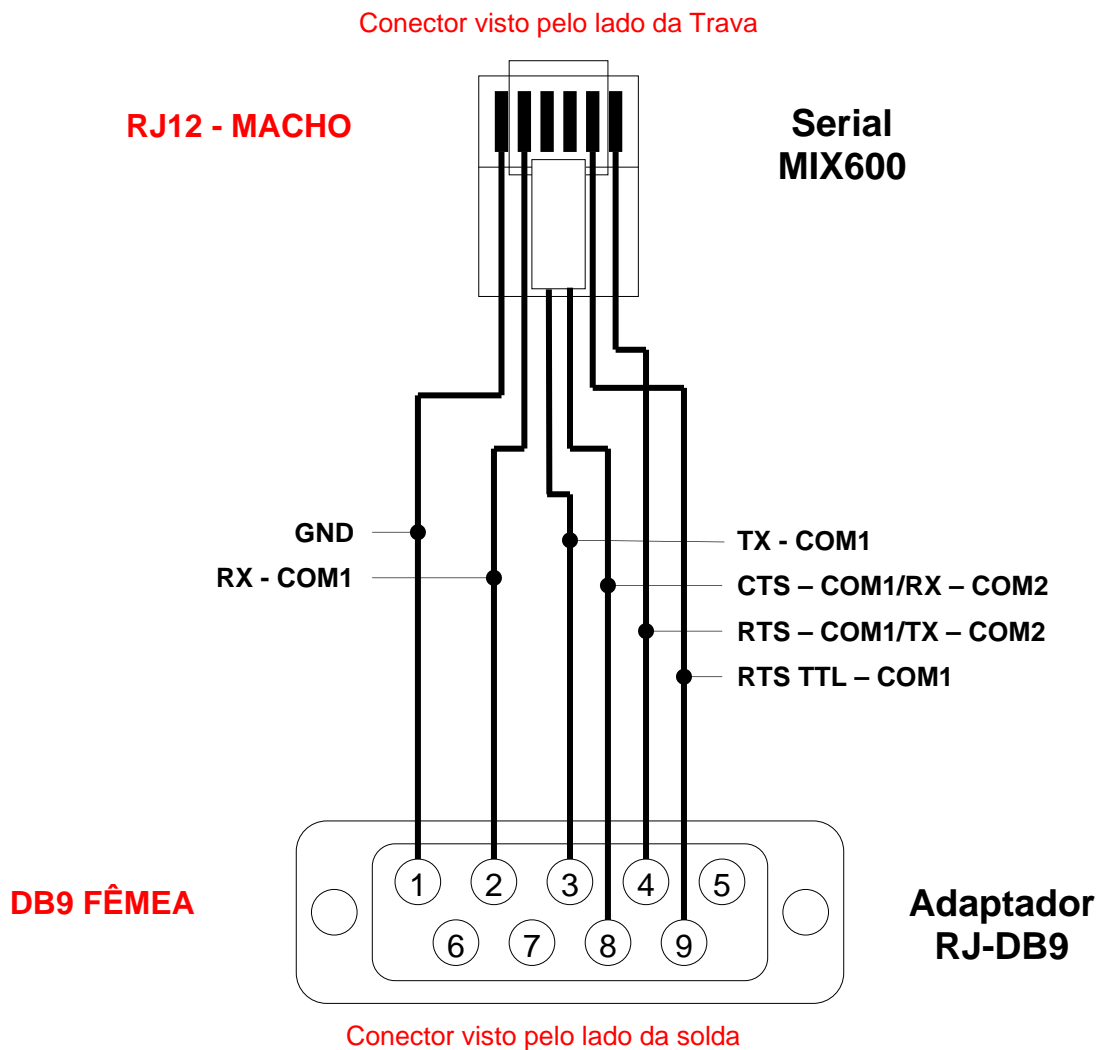 Conector visto pelo lado da Trava
RJ12 - MACHO
Serial
MIX600
GND
RX - COM1
TX - COM1
CTS – COM1/RX – COM2
RTS – COM1/TX – COM2
RTS TTL – COM1
1
2
3
4
5
6
7
8
9
DB9 FÊMEA
Adaptador
RJ-DB9
Conector visto pelo lado da solda